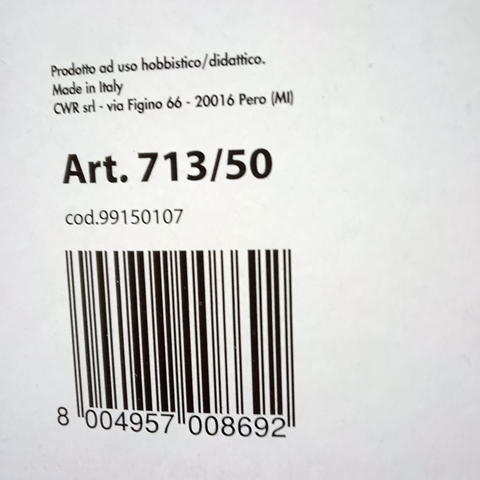 Prodotto ad uso hobbistico/didattico.
Made in Italy
CWR srl - via Figino 66 - 20016 Pero (MI)
Art. 713/50
cod.99150107
8 004957 008692